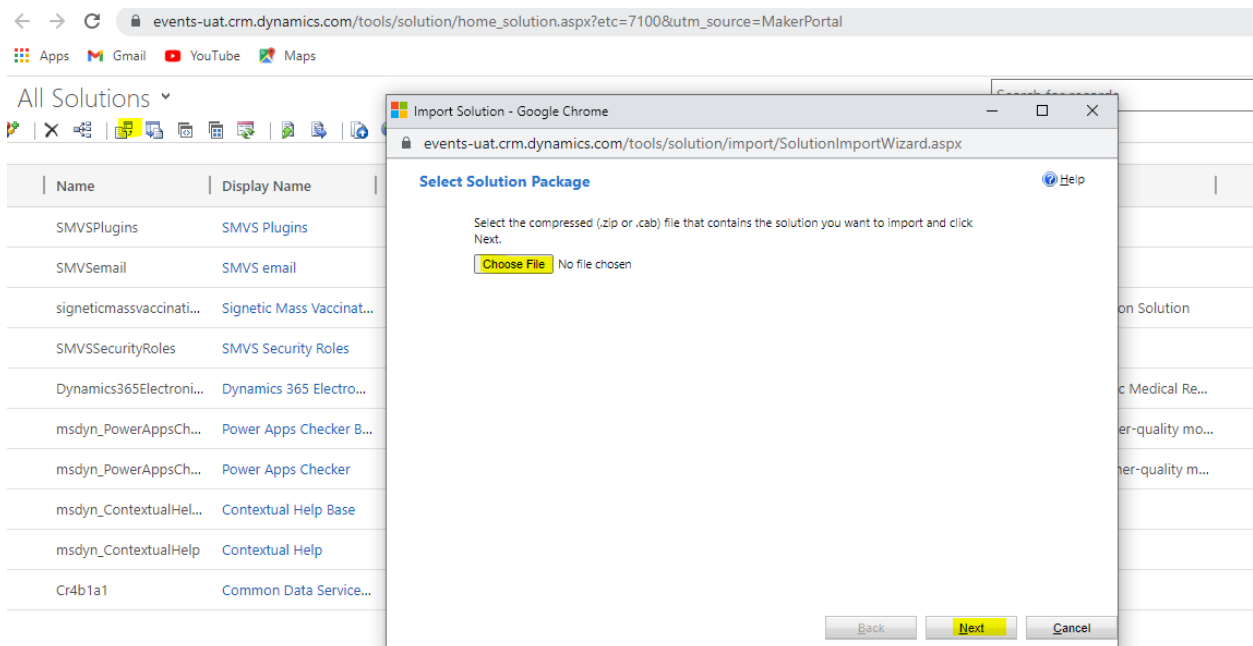 events-uat.crm.dynamics.com/tools/solution/home_solution.aspx?etc=7100&utm_source=MakerPortal
Apps Gmail YouTube Maps
All Solutions
Import Solution - Google Chrome
events-uat.crm.dynamics.com/tools/solution/import/SolutionImportWizard.aspx
Name Display Name
Select Solution Package
Help
Select the compressed (.zip or .cab) file that contains the solution you want to import and click
Next.
Choose File No file chosen
SMVSPlugins SMVS Plugins
SMVSemail SMVS email
signeticmassvaccinati... Signetic Mass Vaccinat... on Solution
SMVSSecurityRoles SMVS Security Roles
Dynamics365Electroni... Dynamics 365 Electro... c Medical Re...
msdyn_PowerAppsCh... Power Apps Checker B... er-quality mo...
msdyn_PowerAppsCh... Power Apps Checker her-quality m...
msdyn_ContextualHel... Contextual Help Base
msdyn_ContextualHelp Contextual Help
Cr4b1a1 Common Data Service...
Back Next Cancel